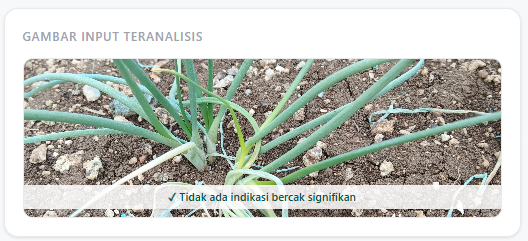 GAMBAR INPUT TERANALISIS
✓ Tidak ada indikasi bercak signifikan